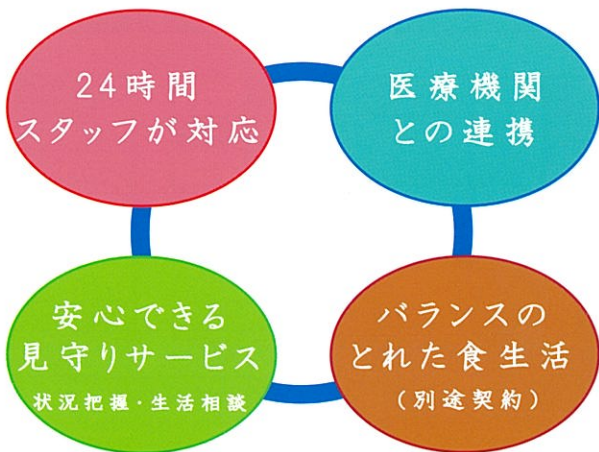 24時間
スタッフが対応
医療機関
との連携
安心できる
見守りサービス
状況把握・生活相談
バランスの
とれた食生活
(別途契約)